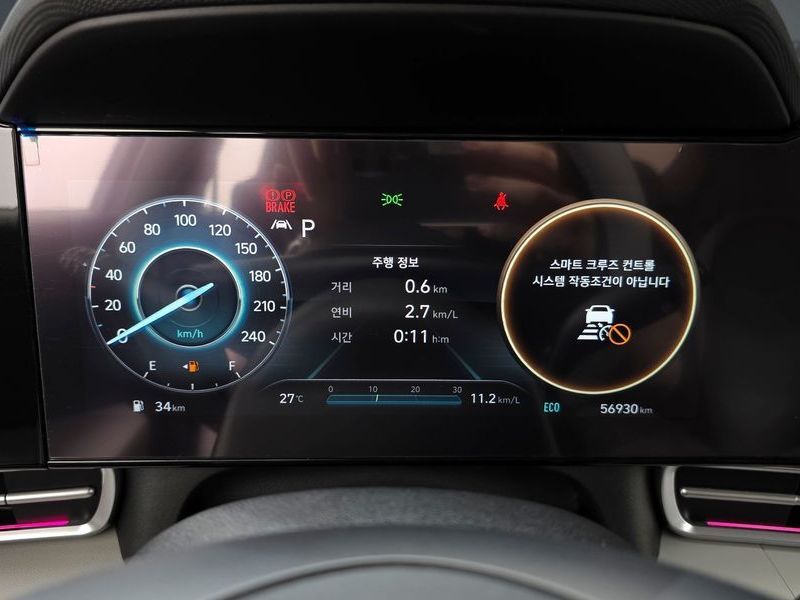 BRAKE
P
주행 정보
거리 0.6 km
연비 2.7 km/L
시간 0:11 h:m
0 20 40 60 80 100 120 150 180 210 240
km/h
E F
34km
27℃
0 10 20 30
11.2 km/L
스마트 크루즈 컨트롤
시스템 작동조건이 아닙니다
ECO
56930 km